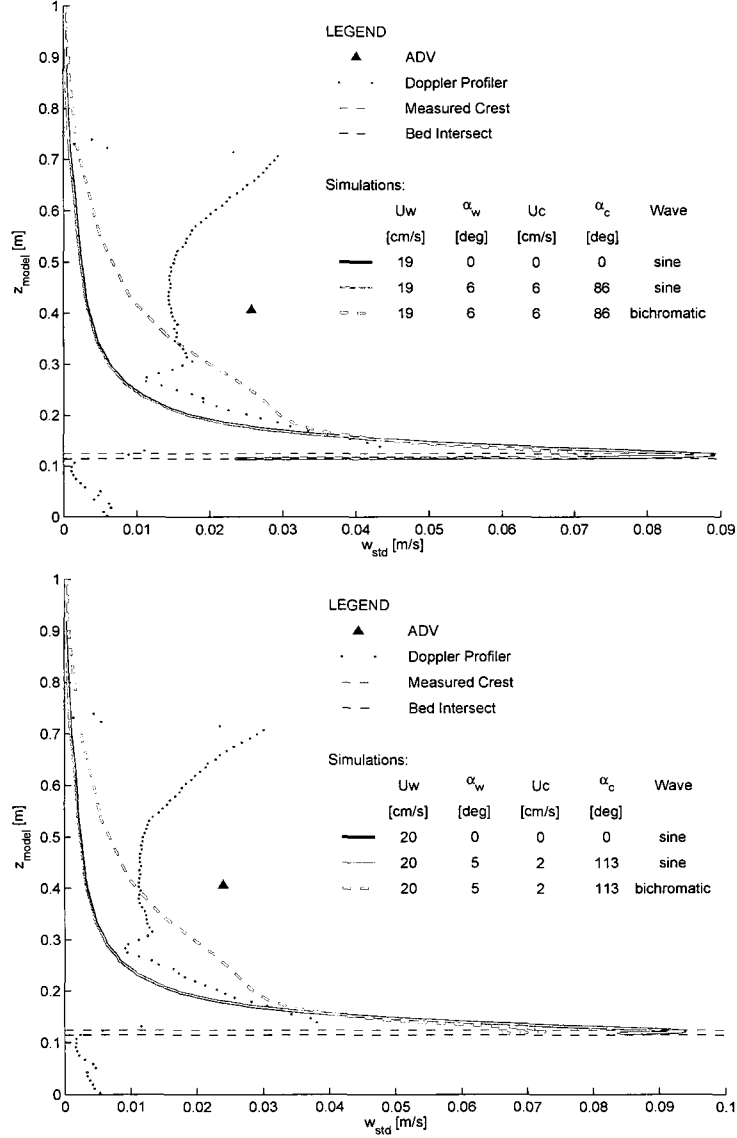 1
0.9
0.8
0.7
0.6
0.5
0.4
0.3
0.2
0.1
0
z_model [m]
LEGEND
ADV
Doppler Profiler
Measured Crest
Bed Intersect
Simulations:
Uw α_w Uc α_c Wave
[cm/s] [deg] [cm/s] [deg]
19 0 0 0 sine
19 6 6 86 sine
19 6 6 86 bichromatic
0 0.01 0.02 0.03 0.04 0.05 0.06 0.07 0.08 0.09
w_std [m/s]
1
0.9
0.8
0.7
0.6
0.5
0.4
0.3
0.2
0.1
0
z_model [m]
LEGEND
ADV
Doppler Profiler
Measured Crest
Bed Intersect
Simulations:
Uw α_w Uc α_c Wave
[cm/s] [deg] [cm/s] [deg]
20 0 0 0 sine
20 5 2 113 sine
20 5 2 113 bichromatic
0 0.01 0.02 0.03 0.04 0.05 0.06 0.07 0.08 0.09 0.1
w_std [m/s]